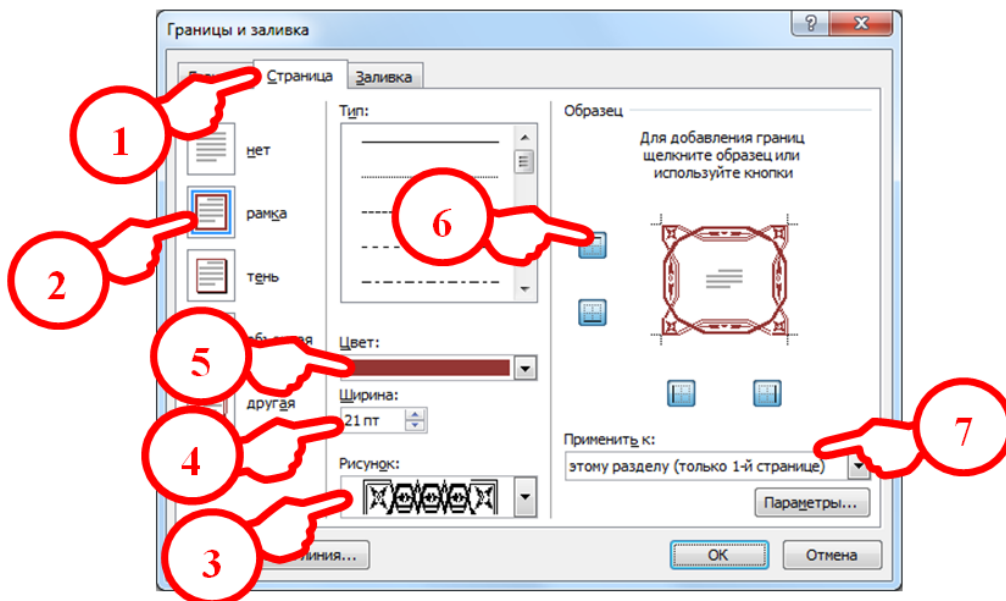 Границы и заливка
Страница
Заливка
1
нет
2
рамка
тень
другая
Тип:
5
Цвет:
4
Ширина:
21 пт
3
Рисунок:
6
Образец
Для добавления границ
щелкните образец или
используйте кнопки
7
Применить к:
этому разделу (только 1-й странице)
Параметры...
ОК
Отмена